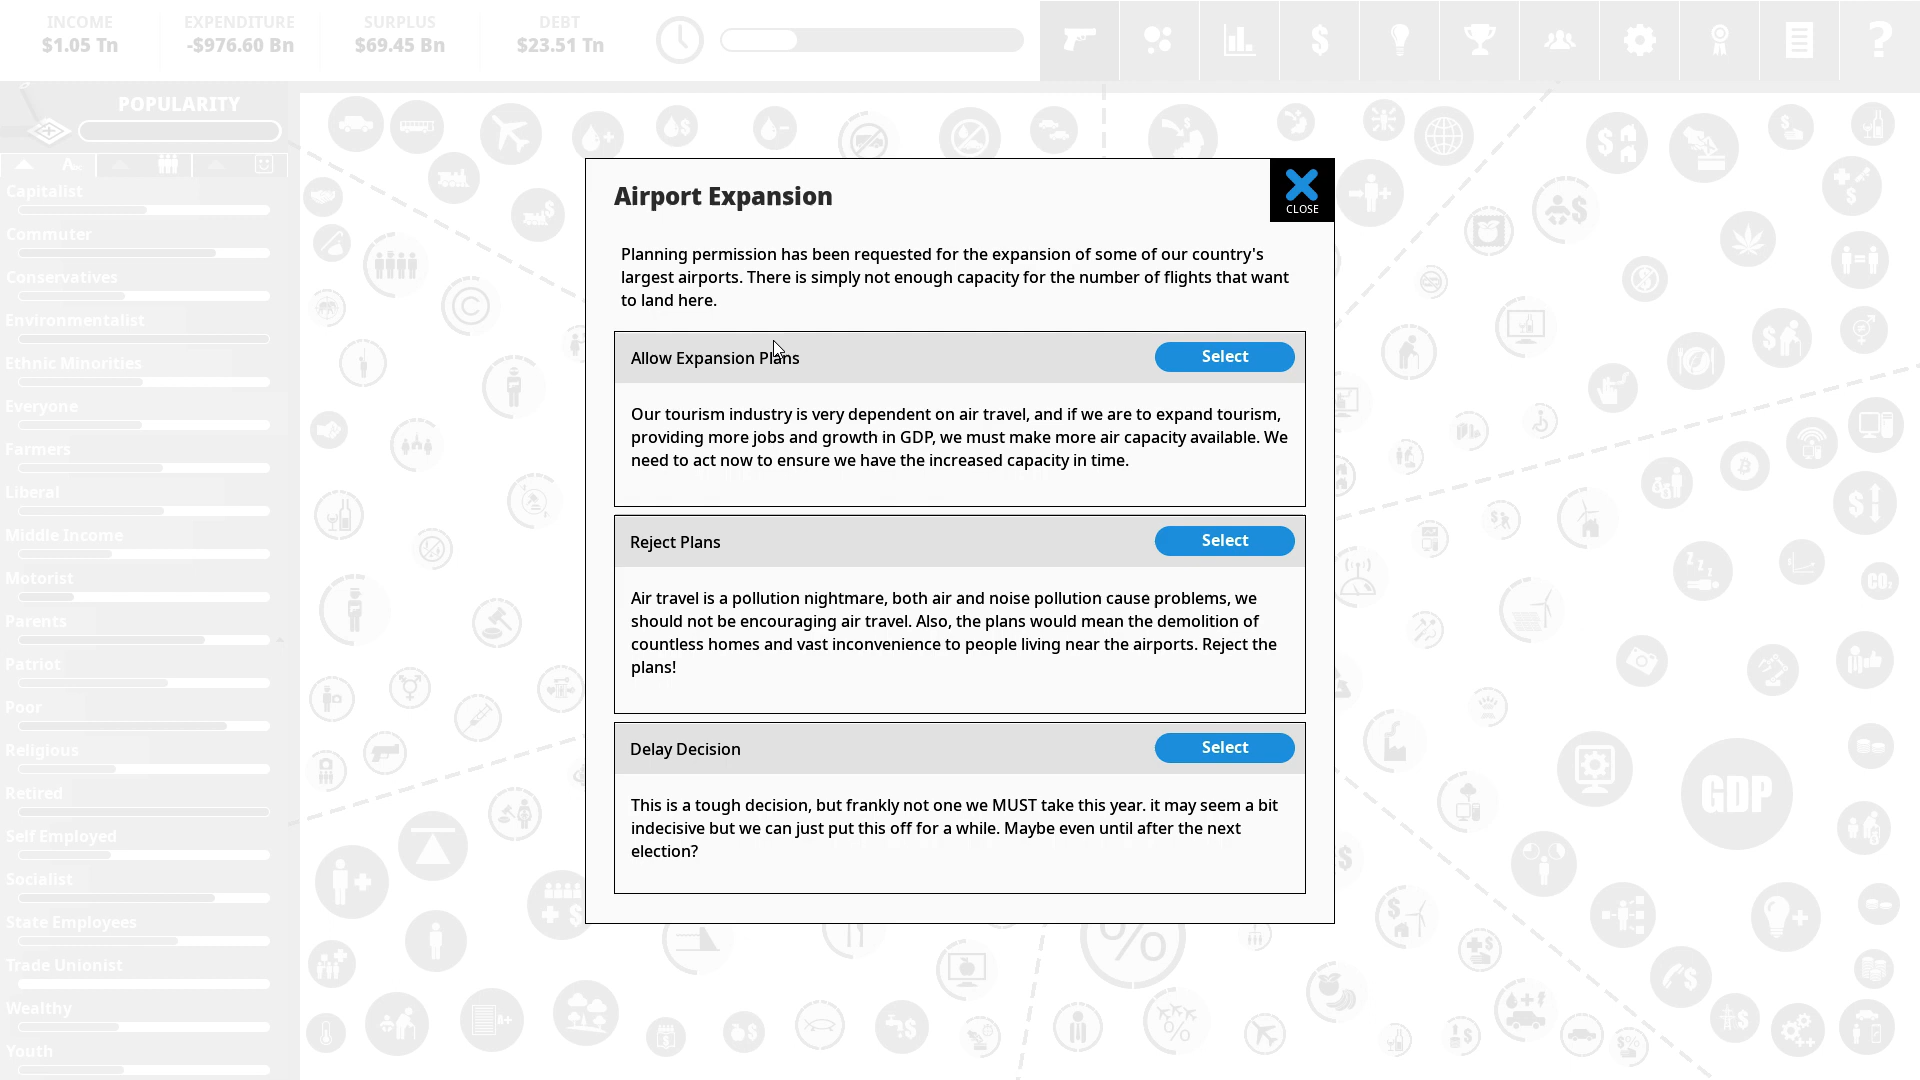 INCOME
$1.05 Tn
EXPENDITURE
-$976.60 Bn
SURPLUS
$69.45 Bn
DEBT
$23.51 Tn
POPULARITY
Capitalist
Commuter
Conservatives
Environmentalist
Ethnic Minorities
Everyone
Farmers
Liberal
Middle Income
Motorist
Parents
Patriot
Poor
Religious
Retired
Self Employed
Socialist
State Employees
Trade Unionist
Wealthy
Youth
Airport Expansion
CLOSE
Planning permission has been requested for the expansion of some of our country's
largest airports. There is simply not enough capacity for the number of flights that want
to land here.
Allow Expansion Plans
Select
Our tourism industry is very dependent on air travel, and if we are to expand tourism,
providing more jobs and growth in GDP, we must make more air capacity available. We
need to act now to ensure we have the increased capacity in time.
Reject Plans
Select
Air travel is a pollution nightmare, both air and noise pollution cause problems, we
should not be encouraging air travel. Also, the plans would mean the demolition of
countless homes and vast inconvenience to people living near the airports. Reject the
plans!
Delay Decision
Select
This is a tough decision, but frankly not one we MUST take this year. it may seem a bit
indecisive but we can just put this off for a while. Maybe even until after the next
election?
CO₂
GDP